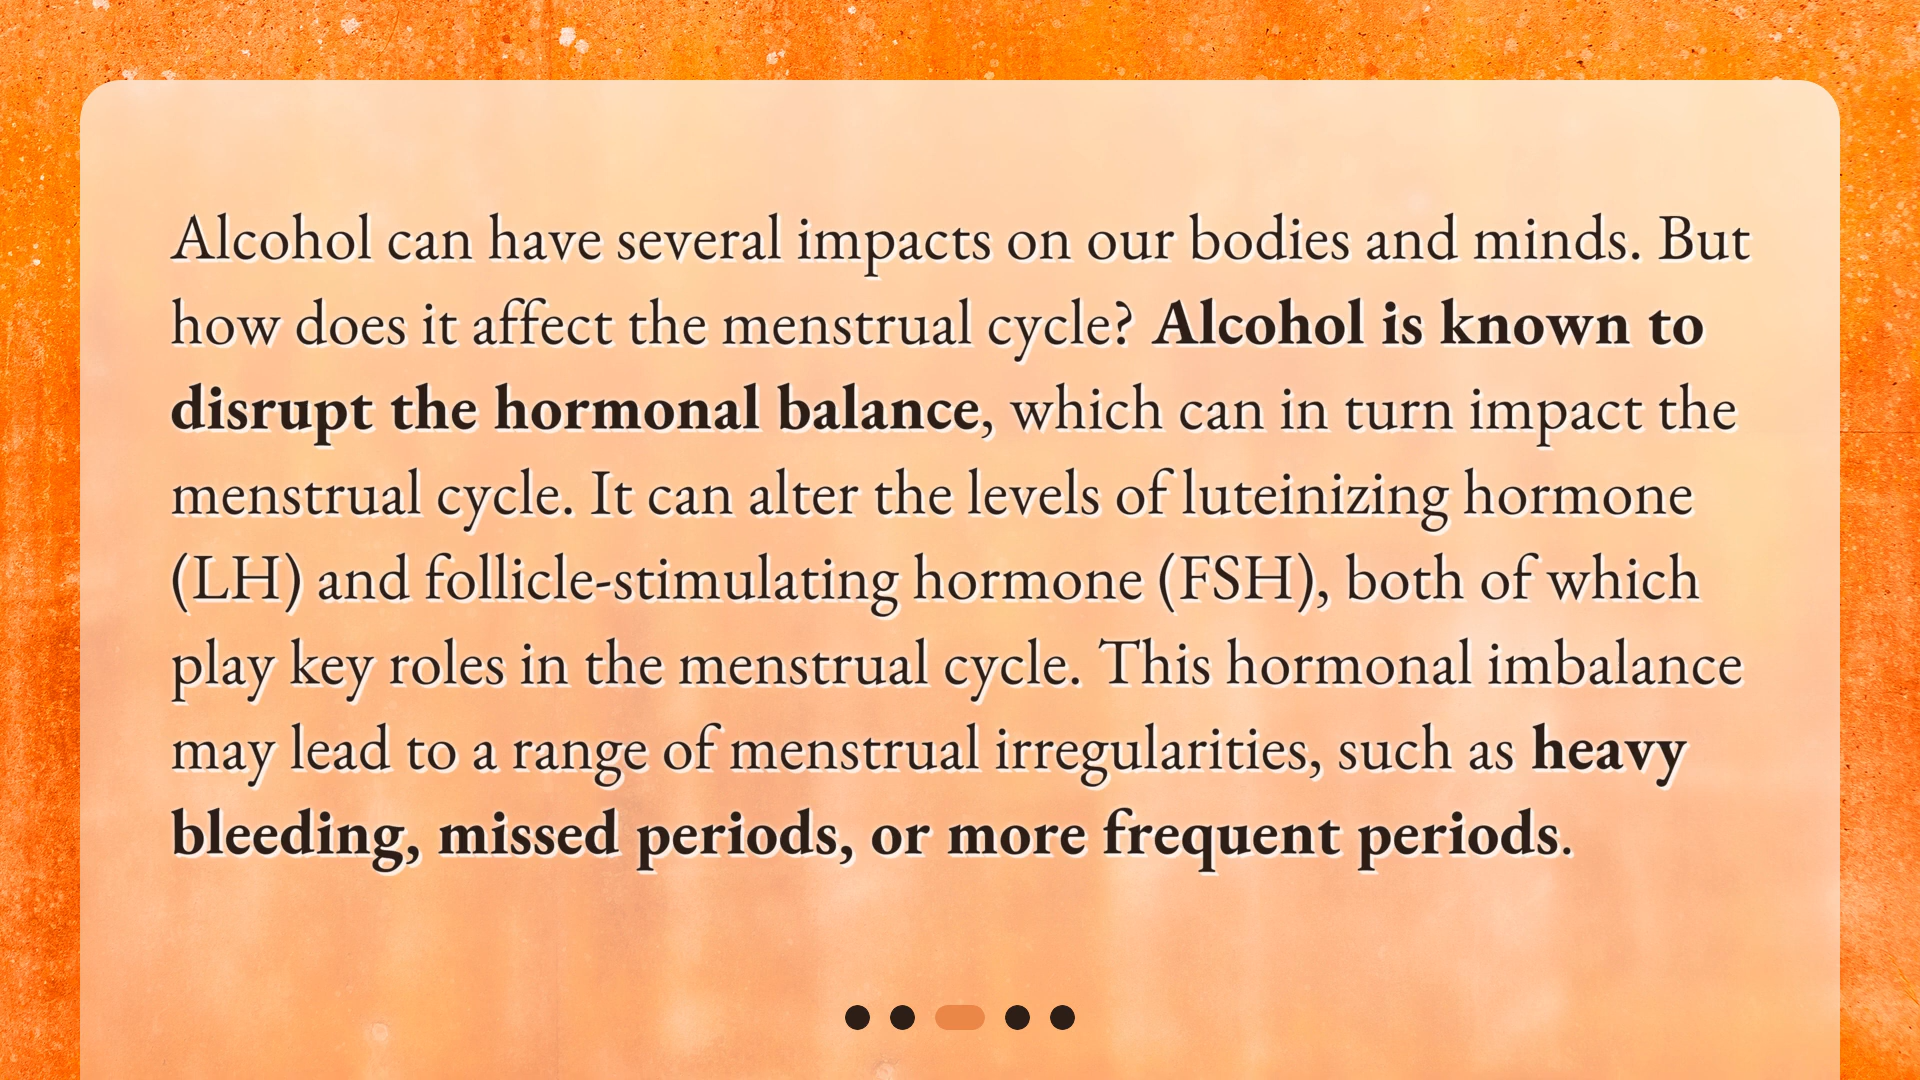 Alcohol can have several impacts on our bodies and minds. But
how does it affect the menstrual cycle? Alcohol is known to
disrupt the hormonal balance, which can in turn impact the
menstrual cycle. It can alter the levels of luteinizing hormone
(LH) and follicle-stimulating hormone (FSH), both of which
play key roles in the menstrual cycle. This hormonal imbalance
may lead to a range of menstrual irregularities, such as heavy
bleeding, missed periods, or more frequent periods.